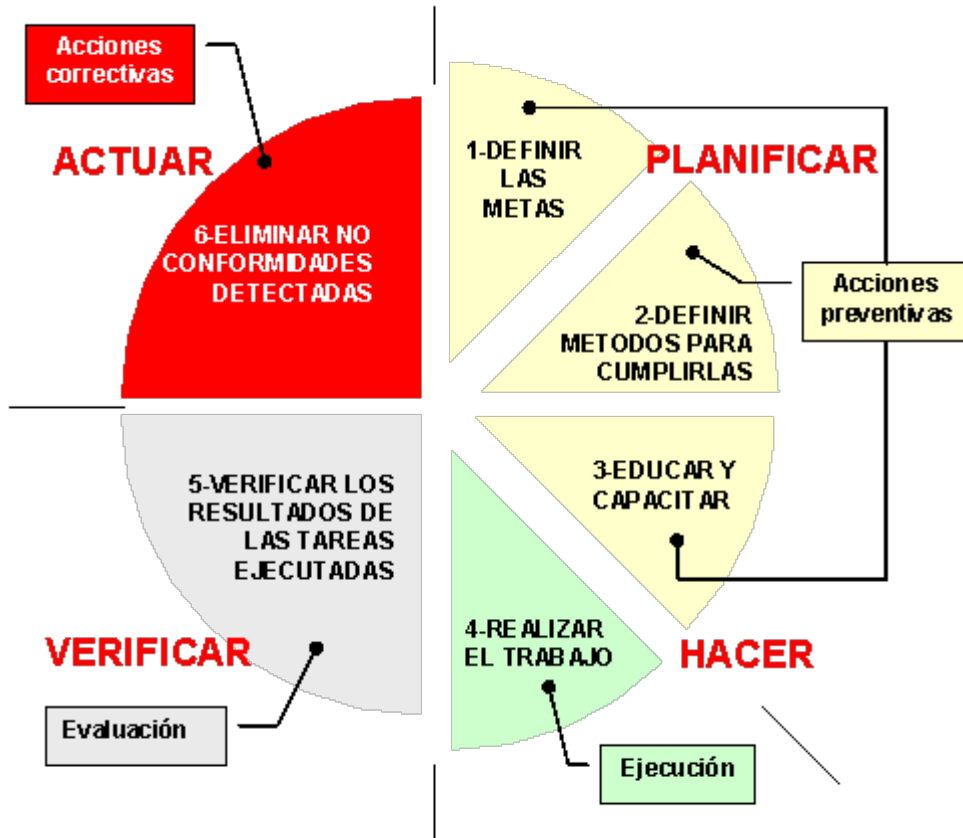 Acciones
correctivas
ACTUAR
6-ELIMINAR NO
CONFORMIDADES
DETECTADAS
1-DEFINIR
LAS
METAS
PLANIFICAR
2-DEFINIR
METODOS PARA
CUMPLIRLAS
Acciones
preventivas
3-EDUCAR Y
CAPACITAR
HACER
4-REALIZAR
EL TRABAJO
Ejecución
5-VERIFICAR LOS
RESULTADOS DE
LAS TAREAS
EJECUTADAS
VERIFICAR
Evaluación